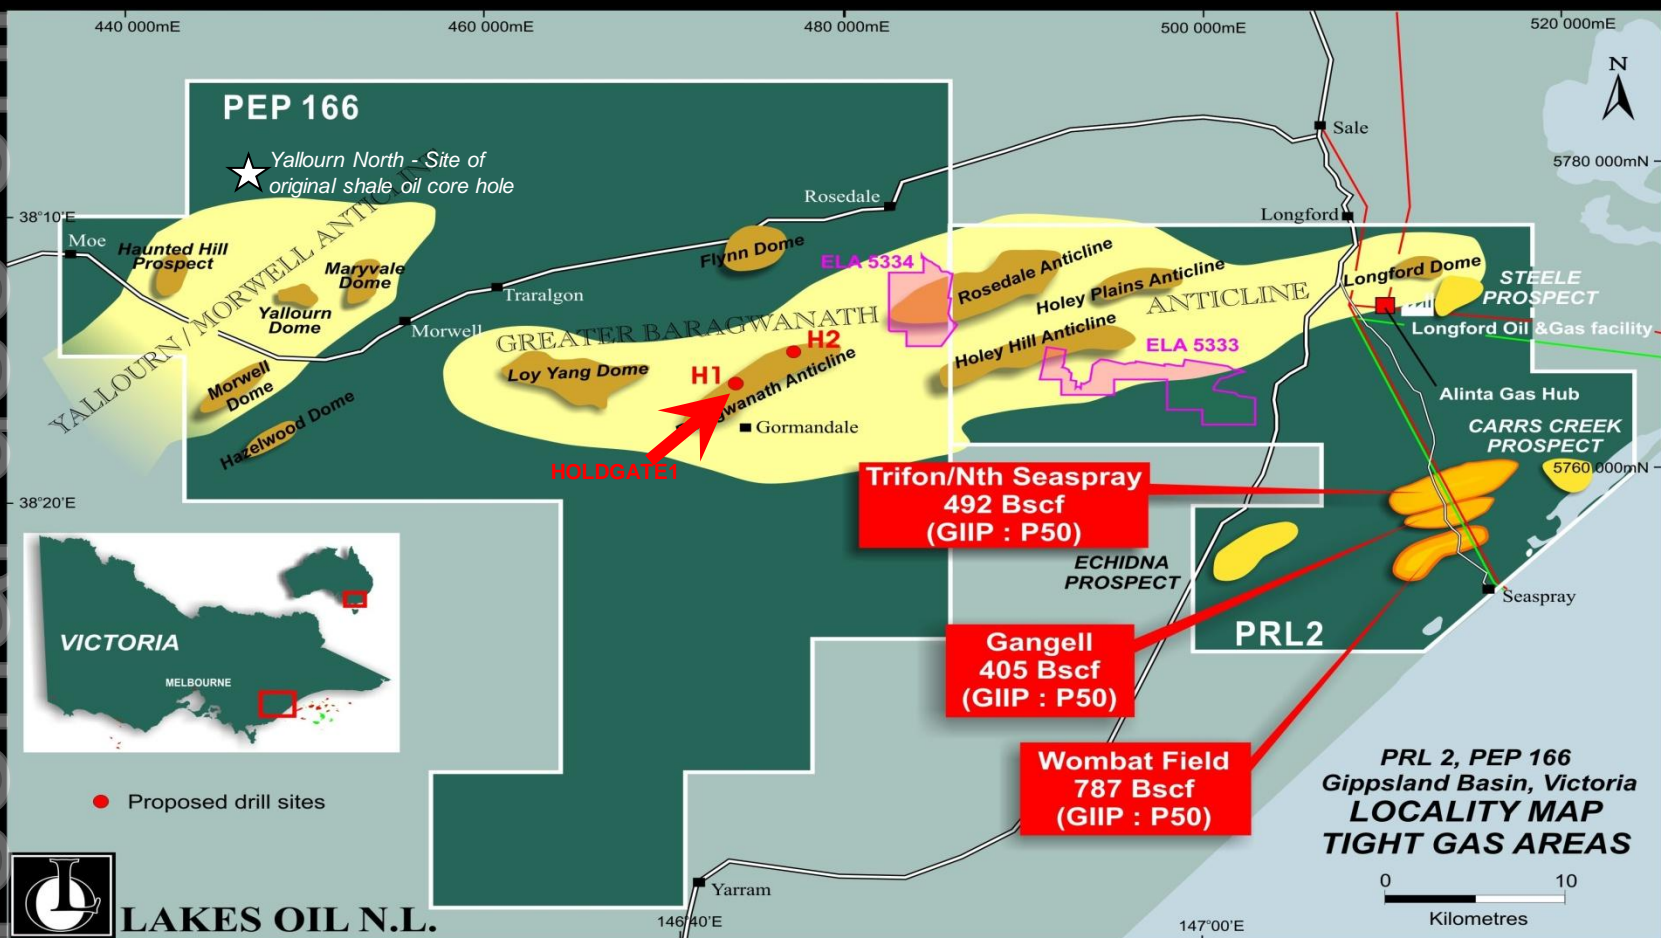 440 000mE
460 000mE
480 000mE
500 000mE
520 000mE
N
PEP 166
Yallourn North - Site of
original shale oil core hole
Sale
5780 000mN
38°10'E
Moe
Haunted Hill
Prospect
Maryvale
Dome
Yallourn
Dome
YALLOURN / MORWELL ANTICLINE
Morwell
Dome
Hazelwood Dome
Morwell
Traralgon
Rosedale
Flynn Dome
Longford
ELA 5334
Rosedale Anticline
Holey Plains Anticline
Longford Dome
STEELE
PROSPECT
GREATER BARAGWANATH
ANTICLINE
Longford Oil &Gas facility
Loy Yang Dome
H1
H2
Holey Hill Anticline
ELA 5333
Alinta Gas Hub
Gormandale
HOLDGATE1
CARRS CREEK
PROSPECT
5760 000mN
38°20'E
Trifon/Nth Seaspray
492 Bscf
(GIIP : P50)
ECHIDNA
PROSPECT
Seaspray
PRL2
Gangell
405 Bscf
(GIIP : P50)
VICTORIA
MELBOURNE
Wombat Field
787 Bscf
(GIIP : P50)
PRL 2, PEP 166
Gippsland Basin, Victoria
LOCALITY MAP
TIGHT GAS AREAS
Proposed drill sites
0
10
Kilometres
Yarram
LAKES OIL N.L.
146°40'E
147°00'E